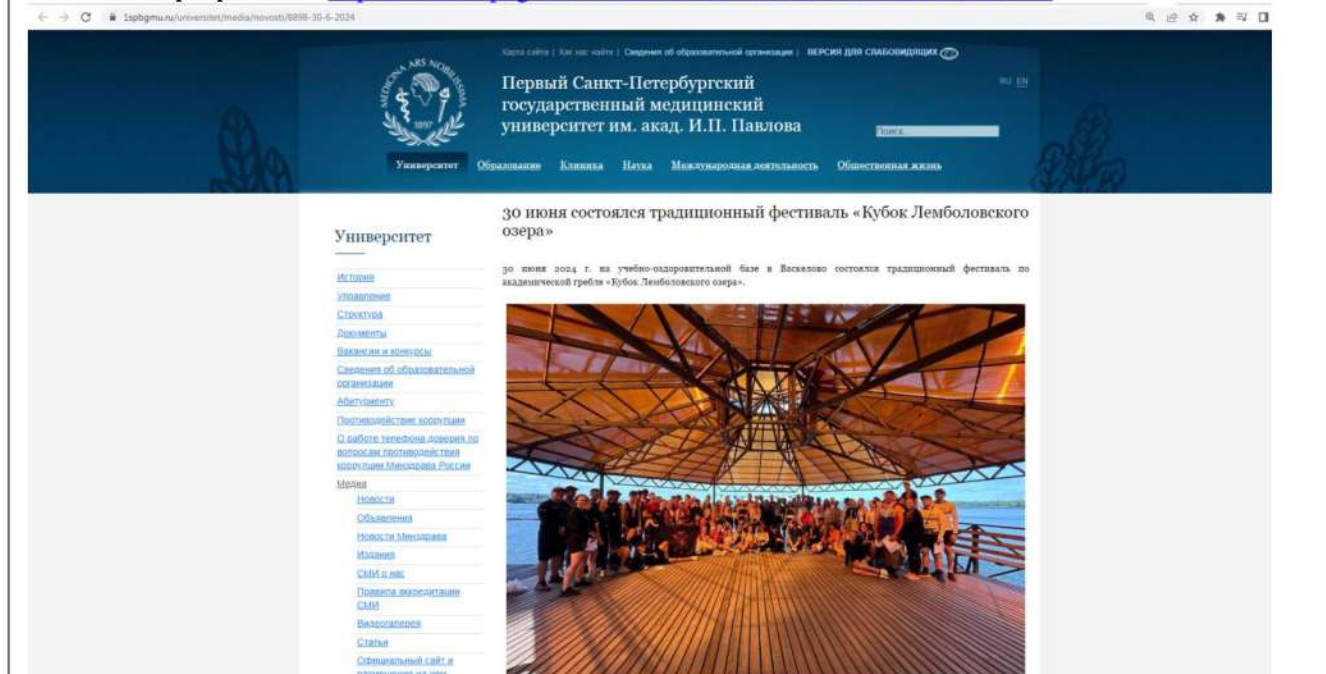 1spbgmu.ru/universitet/media/novosti/8898-30-6-2024
Карта сайта | Как нас найти | Сведения об образовательной организации | ВЕРСИЯ ДЛЯ СЛАБОВИДЯЩИХ
MEDICINA ARS NOBILISSIMA
1897
Первый Санкт-Петербургский
государственный медицинский
университет им. акад. И.П. Павлова
RU EN
Поиск...
Университет Образование Клиника Наука Международная деятельность Общественная жизнь
Университет
История
Управление
Структура
Документы
Вакансии и конкурсы
Сведения об образовательной
организации
Абитуриенту
Противодействие коррупции
О работе телефона доверия по
вопросам противодействия
коррупции Минздрава России
Медиа
Новости
Объявления
Новости Минздрава
Издания
СМИ о нас
Правила аккредитации
СМИ
Видеогалерея
Статьи
Официальный сайт и
30 июня состоялся традиционный фестиваль «Кубок Лемболовского
озера»
30 июня 2024 г. на учебно-оздоровительной базе в Васкелово состоялся традиционный фестиваль по
академической гребле «Кубок Лемболовского озера».